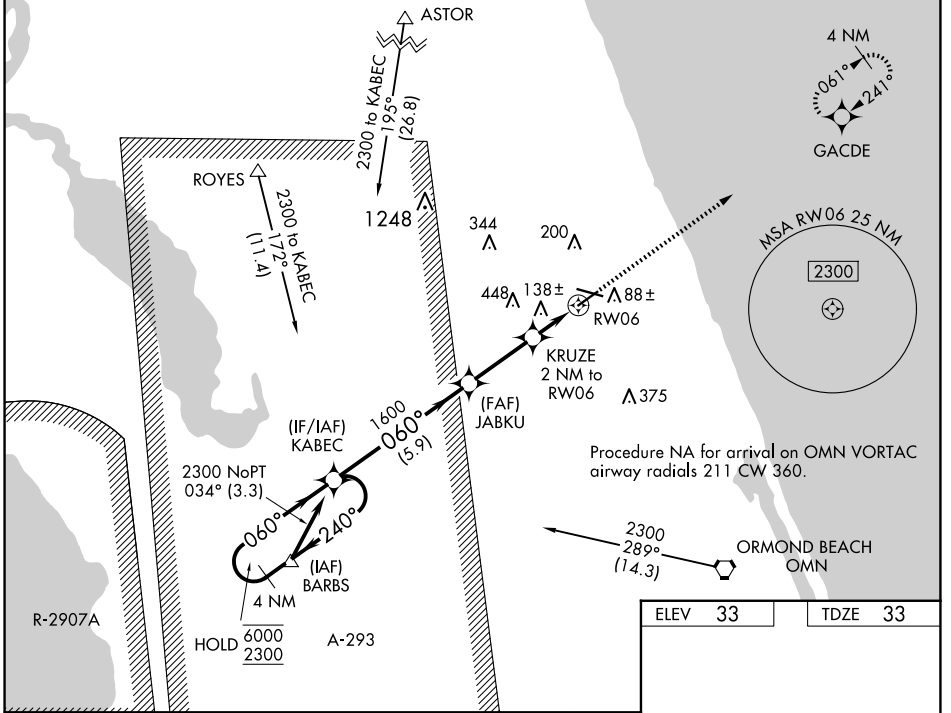 ASTOR
2300 to KABEC
195°
(26.8)
4 NM
061°
241°
GACDE
ROYES
2300 to KABEC
172°
(11.4)
1248
344
200
MSA RW06 25 NM
2300
448
138±
88±
RW06
KRUZE
2 NM to
RW06
375
(FAF)
JABKU
1600
060°
(5.9)
(IF/IAF)
KABEC
2300 NoPT
034° (3.3)
Procedure NA for arrival on OMN VORTAC
airway radials 211 CW 360.
060°
240°
2300
289°
(14.3)
ORMOND BEACH
OMN
(IAF)
BARBS
4 NM
R-2907A
HOLD
6000
2300
A-293
ELEV 33
TDZE 33